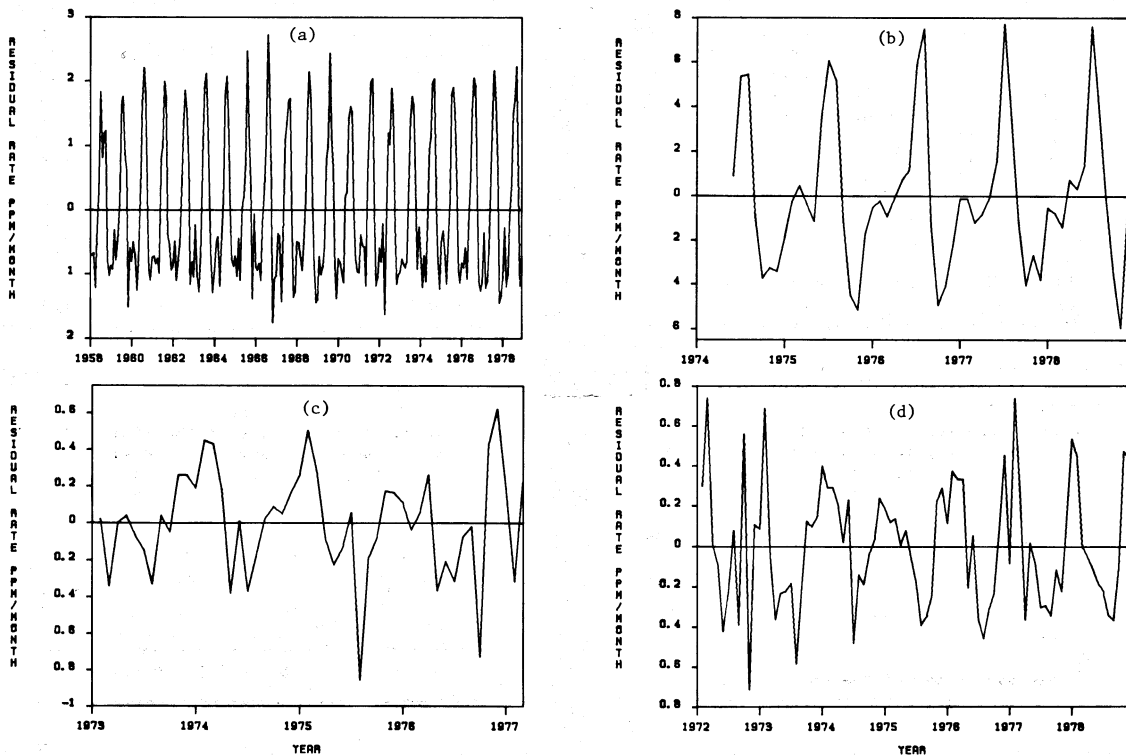 (a)
RESIDUAL RATE PPM/MONTH
3
2
1
0
1
2
1958 1960 1962 1964 1966 1968 1970 1972 1974 1976 1978
(b)
RESIDUAL RATE PPM/MONTH
8
6
4
2
0
2
4
6
1974 1975 1976 1977 1978
(c)
RESIDUAL RATE PPM/MONTH
0.6
0.4
0.2
0
0.2
0.4
0.6
0.8
-1
1973 1974 1975 1976 1977
YEAR
(d)
RESIDUAL RATE PPM/MONTH
0.8
0.6
0.4
0.2
0
0.2
0.4
0.6
0.8
1972 1973 1974 1975 1976 1977 1978
YEAR